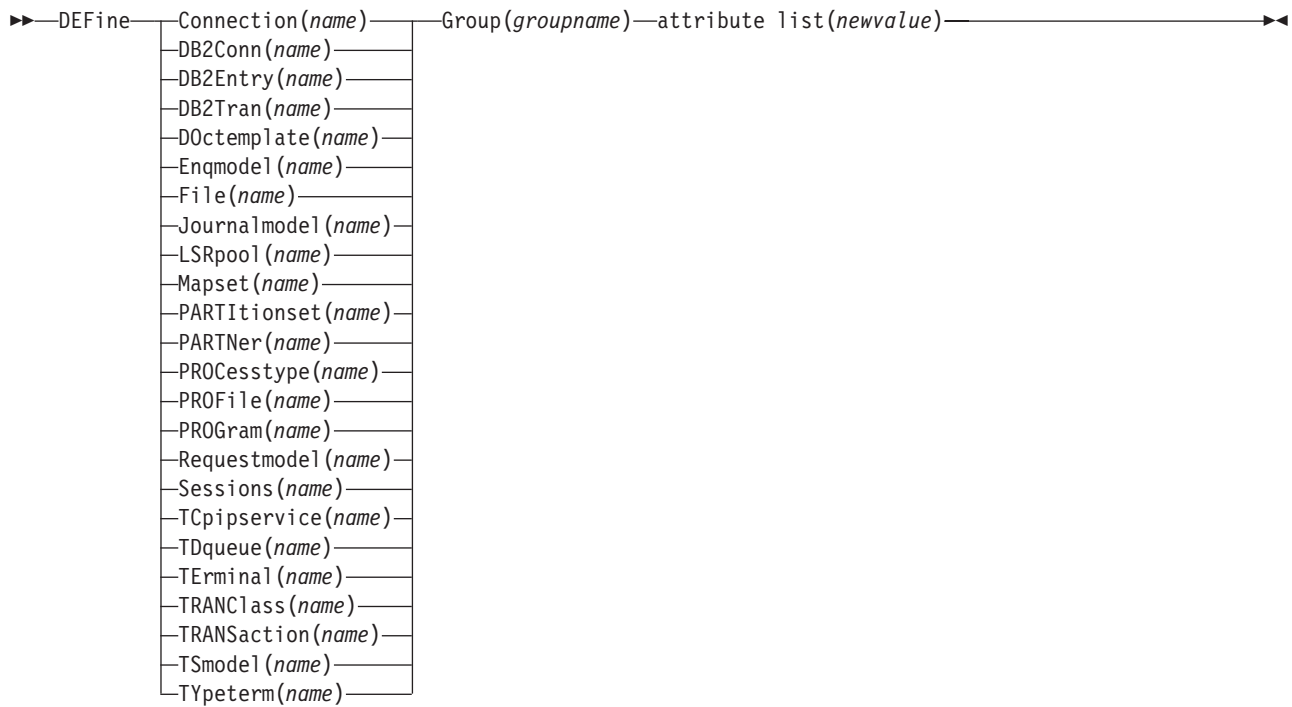 DEFine Connection(name) Group(groupname) attribute list(newvalue)
DB2Conn(name)
DB2Entry(name)
DB2Tran(name)
DOctemplate(name)
Enqmodel(name)
File(name)
Journalmodel(name)
LSRpool(name)
Mapset(name)
PARTItionset(name)
PARTNer(name)
PROCesstype(name)
PROFile(name)
PROGram(name)
Requestmodel(name)
Sessions(name)
TCpipservice(name)
TDqueue(name)
TErminal(name)
TRANClass(name)
TRANSaction(name)
TSmodel(name)
TYpeterm(name)